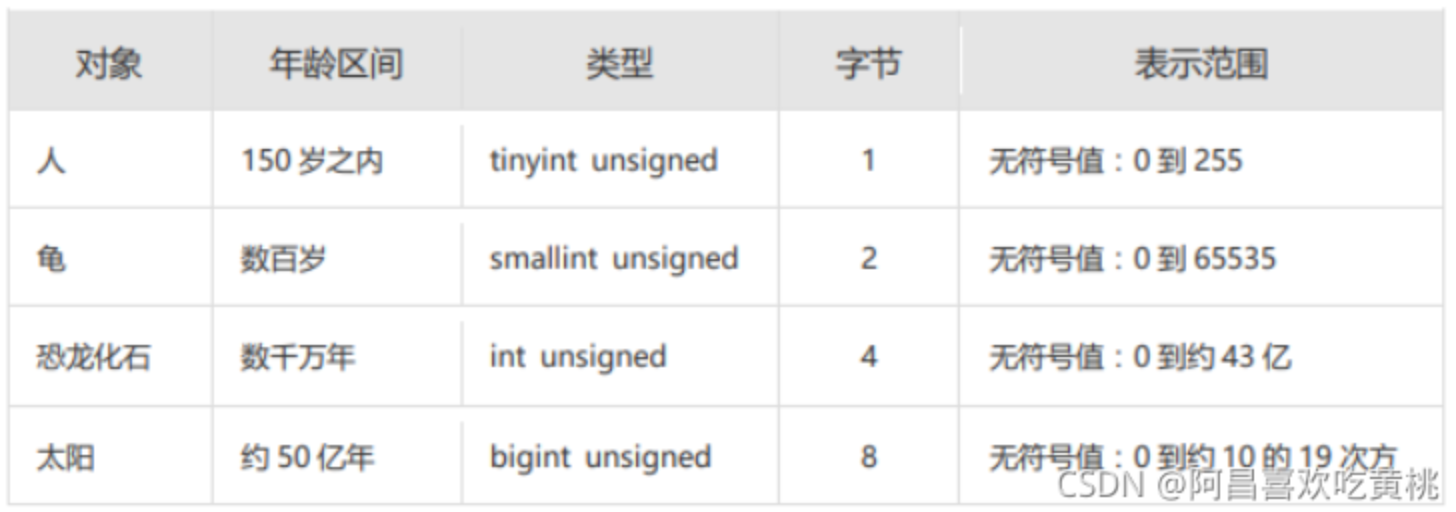 对象 年龄区间 类型 字节 表示范围
人 150 岁之内 tinyint unsigned 1 无符号值：0 到 255
龟 数百岁 smallint unsigned 2 无符号值：0 到 65535
恐龙化石 数千万年 int unsigned 4 无符号值：0 到约 43 亿
太阳 约 50 亿年 bigint unsigned 8 无符号值：0 到约 10 的 19 次方
CSDN @阿昌喜欢吃黄桃